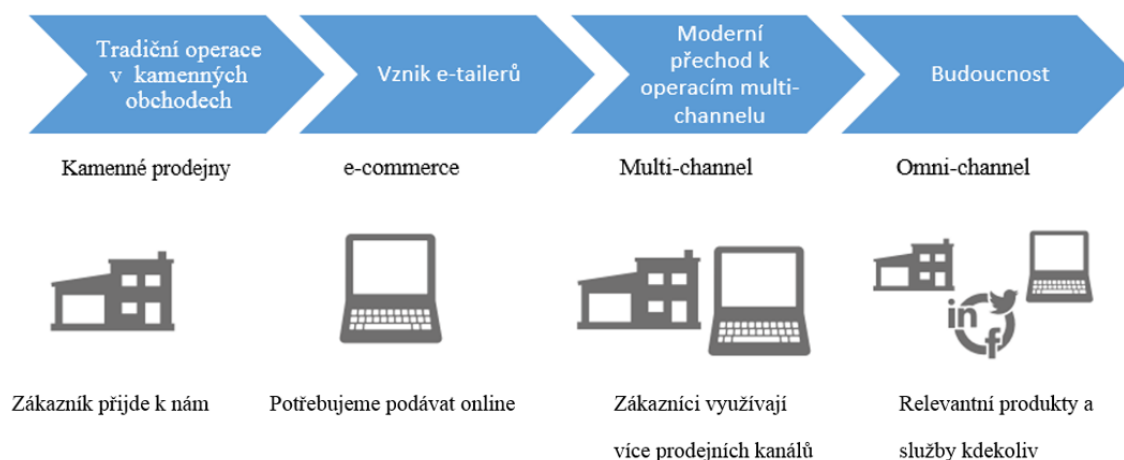 Tradiční operace
v kamenných
obchodech
Vznik e-tailerů
Moderní
přechod k
operacím multi-
channelu
Budoucnost
Kamenné prodejny
e-commerce
Multi-channel
Omni-channel
in
f
Zákazník přijde k nám
Potřebujeme podávat online
Zákazníci využívají
více prodejních kanálů
Relevantní produkty a
služby kdekoliv